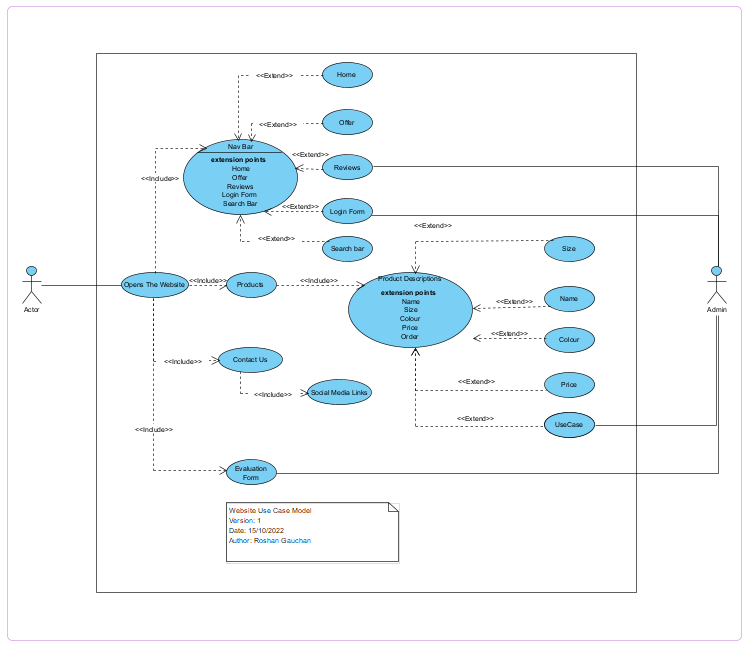 <<Extend>>
Home
<<Extend>>
Offer
Nav Bar
extension points
Home
Offer
Reviews
Login Form
Search Bar
<<Extend>>
Reviews
<<Include>>
<<Extend>>
Login Form
<<Extend>>
Search bar
<<Extend>>
Size
Actor
Opens The Website
<<Include>>
Products
<<Include>>
Product Descriptions
extension points
Name
Size
Colour
Price
Order
<<Extend>>
Name
Admin
<<Extend>>
Colour
<<Include>>
Contact Us
<<Include>>
Social Media Links
<<Extend>>
Price
<<Extend>>
UseCase
<<Include>>
Evaluation
Form
Website Use Case Model
Version: 1
Date: 15/10/2022
Author: Roshan Gauchan